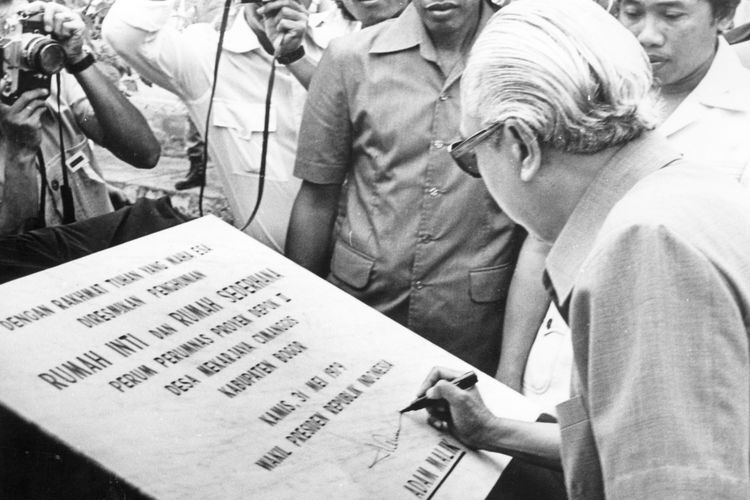 DENGAN RAKHMAT TUHAN YANG MAHA ESA
DIRESMIKAN PENGHUNIAN
RUMAH INTI DAN RUMAH SEDERHANA
PERUM PERUMNAS PROYEK DEPOK II
DESA MEKARJAYA CIMANGGIS
KABUPATEN BOGOR
KAMIS, 31 MEI 1979
WAKIL PRESIDEN REPUBLIK INDONESIA
ADAM MALIK